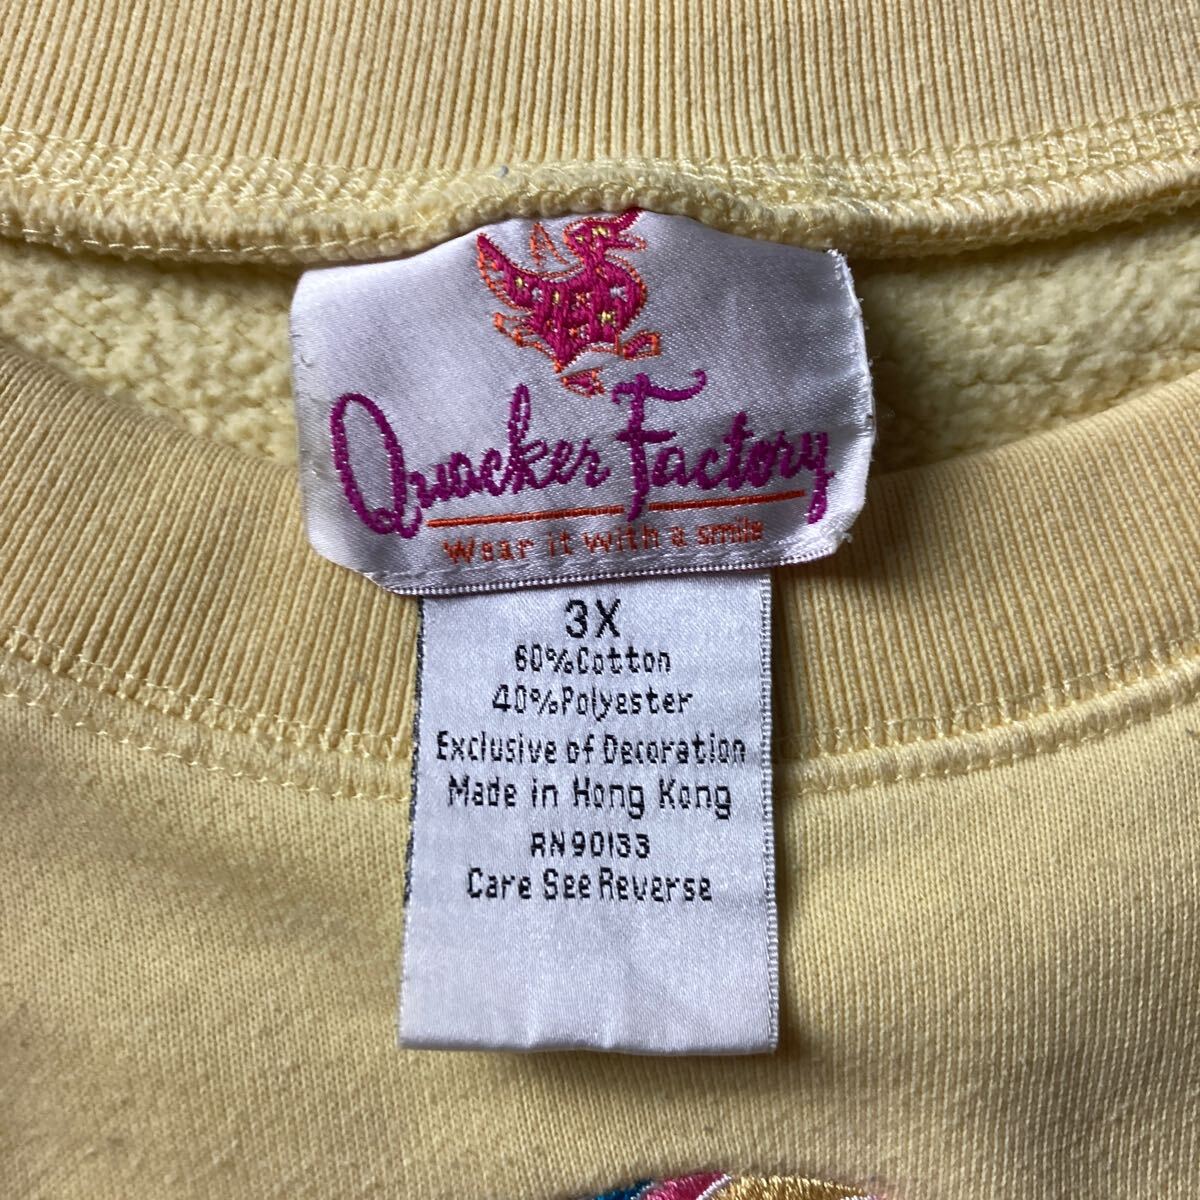 Quacker Factory
Wear it with a smile
3X
60%Cotton
40%Polyester
Exclusive of Decoration
Made in Hong Kong
RN90133
Care See Reverse